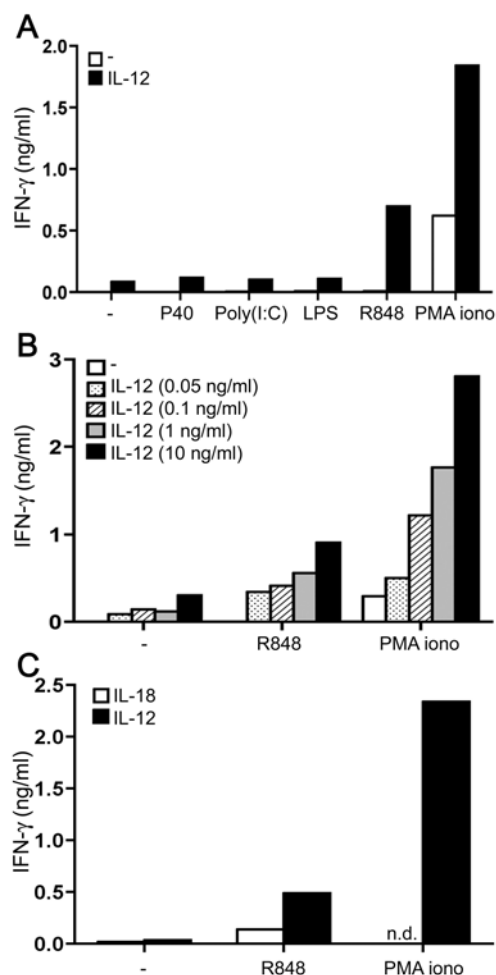 A
2.0
1.5
1.0
0.5
0.0
IFN-γ (ng/ml)
-
IL-12
- P40 Poly(I:C) LPS R848 PMA iono
B
3
2
1
0
IFN-γ (ng/ml)
-
IL-12 (0.05 ng/ml)
IL-12 (0.1 ng/ml)
IL-12 (1 ng/ml)
IL-12 (10 ng/ml)
- R848 PMA iono
C
2.5
2.0
1.5
1.0
0.5
0.0
IFN-γ (ng/ml)
IL-18
IL-12
n.d.
- R848 PMA iono